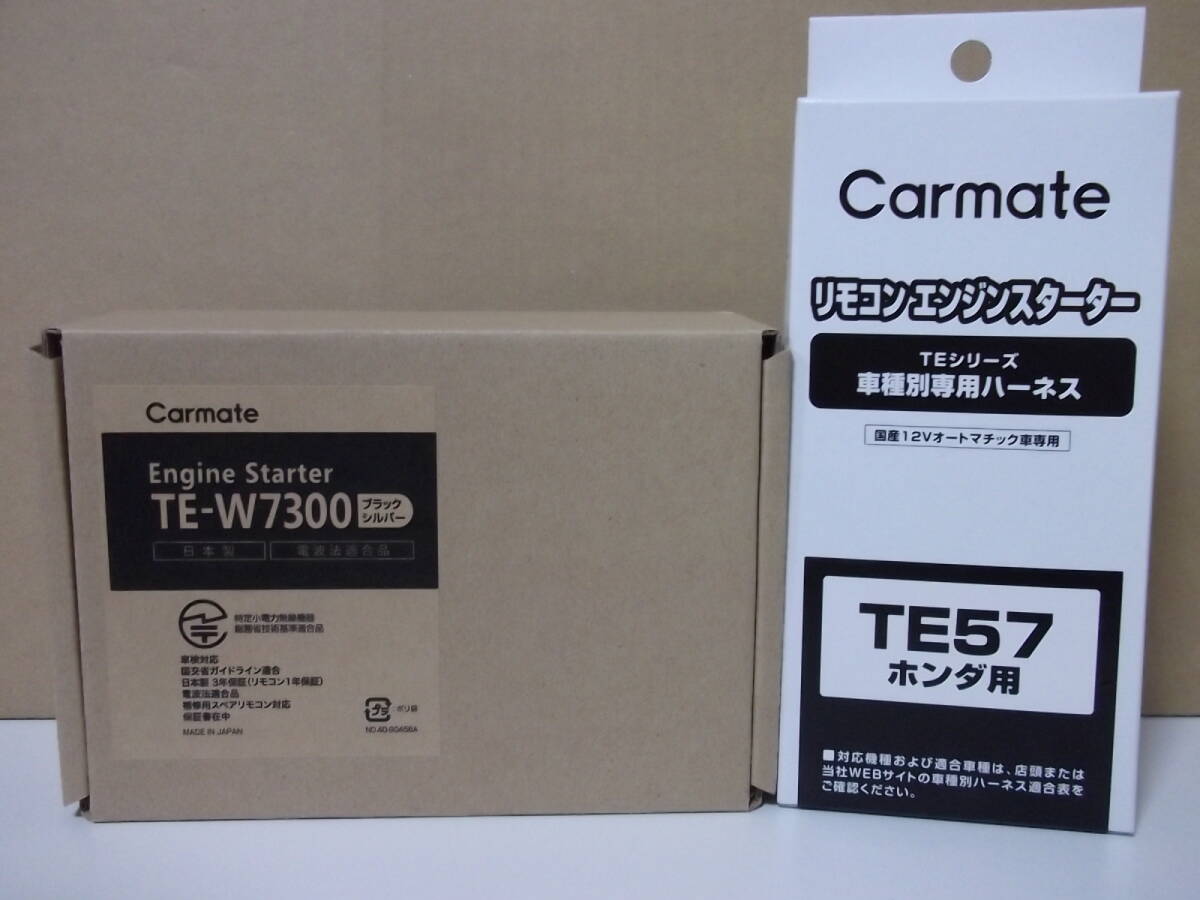 Carmate
Engine Starter
TE-W7300
ブラック
シルバー
日本製
電波法適合品
特定小電力無線機器
総務省技術基準適合品
車検対応
国交省ガイドライン適合
日本製 3年保証(リモコン1年保証)
電波法適合品
補修用スペアリモコン対応
保証書在中
MADE IN JAPAN
プラ
ポリ袋
Carmate
リモコンエンジンスターター
TEシリーズ
車種別専用ハーネス
国産12Vオートマチック車専用
TE57
ホンダ用
■対応機種および適合車種は、店頭または
当社WEBサイトの車種別ハーネス適合表を
ご確認ください。